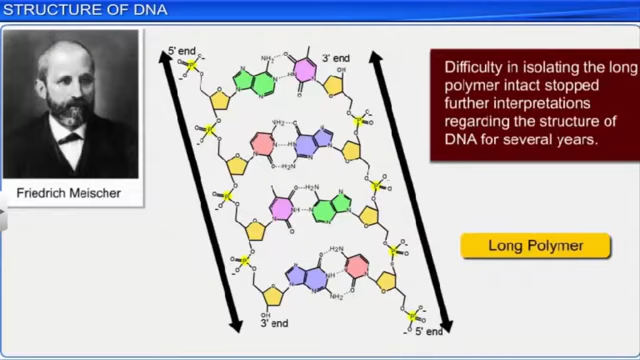 STRUCTURE OF DNA
5' end
3' end
Difficulty in isolating the long
polymer intact stopped
further interpretations
regarding the structure of
DNA for several years.
Friedrich Meischer
Long Polymer
3' end
5' end